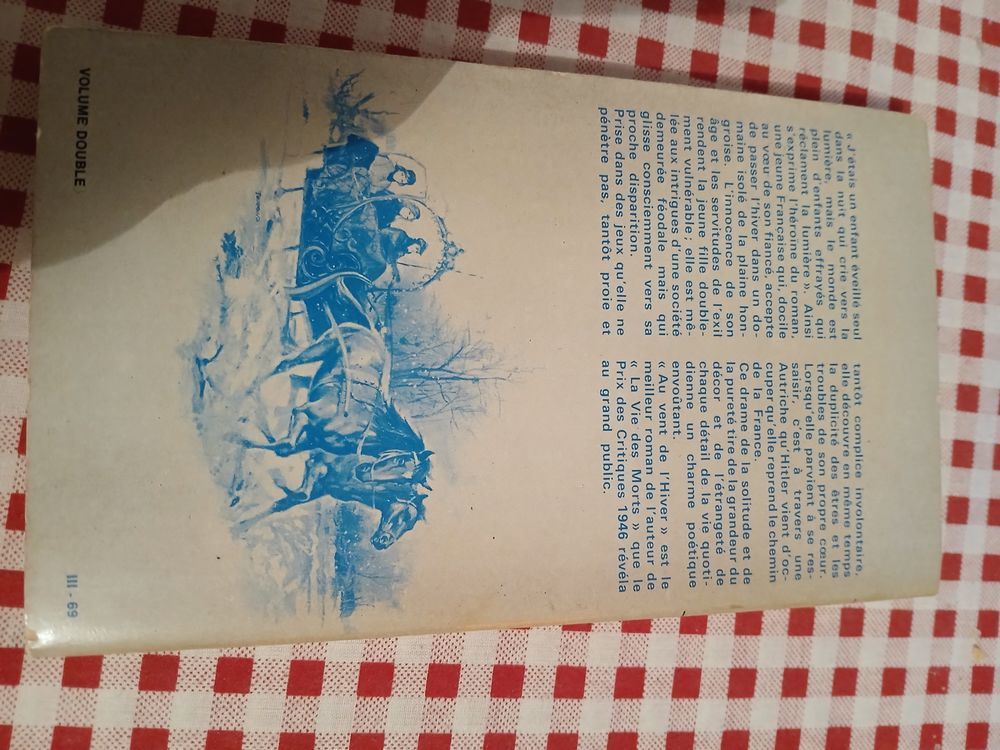 « J'étais un enfant et éveillé seul
dans la nuit qui crie vers la
lumière, mais le monde est
plein d'enfants effrayés qui
réclament la lumière ». Ainsi
s'exprime l'héroïne du roman,
une jeune Française qui, docile
au vœu de son fiancé, accepte
de passer l'hiver dans un do-
maine isolé de la plaine hon-
groise. L'innocence de son
âge et les servitudes de l'exil
rendent la jeune fille double-
ment vulnérable ; elle est mê-
lée aux intrigues d'une société
demeurée féodale mais qui
glisse consciemment vers sa
proche disparition.
Prise dans des jeux qu'elle ne
pénètre pas, tantôt proie et
tantôt complice involontaire,
elle découvre en même temps
la duplicité des êtres et les
troubles de son propre cœur.
Lorsqu'elle parvient à se res-
saisir, c'est à travers une
Autriche qu'Hitler vient d'oc-
cuper qu'elle reprend le chemin
de la France.
Ce drame de la solitude et de
la pureté tire de la grandeur du
décor et de l'étrangeté de
chaque détail de la vie quoti-
dienne un charme poétique
envoûtant.
« Au vent de l'Hiver » est le
meilleur roman de l'auteur de
« La Vie des Morts » que le
Prix des Critiques 1946 révéla
au grand public.
VOLUME DOUBLE
III - 69